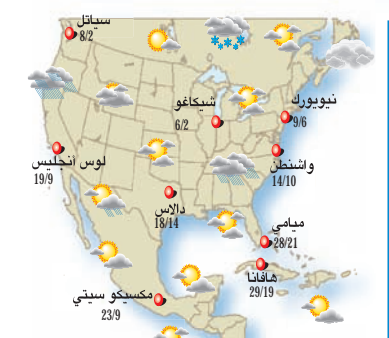 سياتل
8/2
شيكاغو
6/2
نيويورك
9/6
لوس انجليس
19/9
واشنطن
14/10
دالاس
18/14
ميامي
28/21
هافانا
29/19
مكسيكو سيتي
23/9